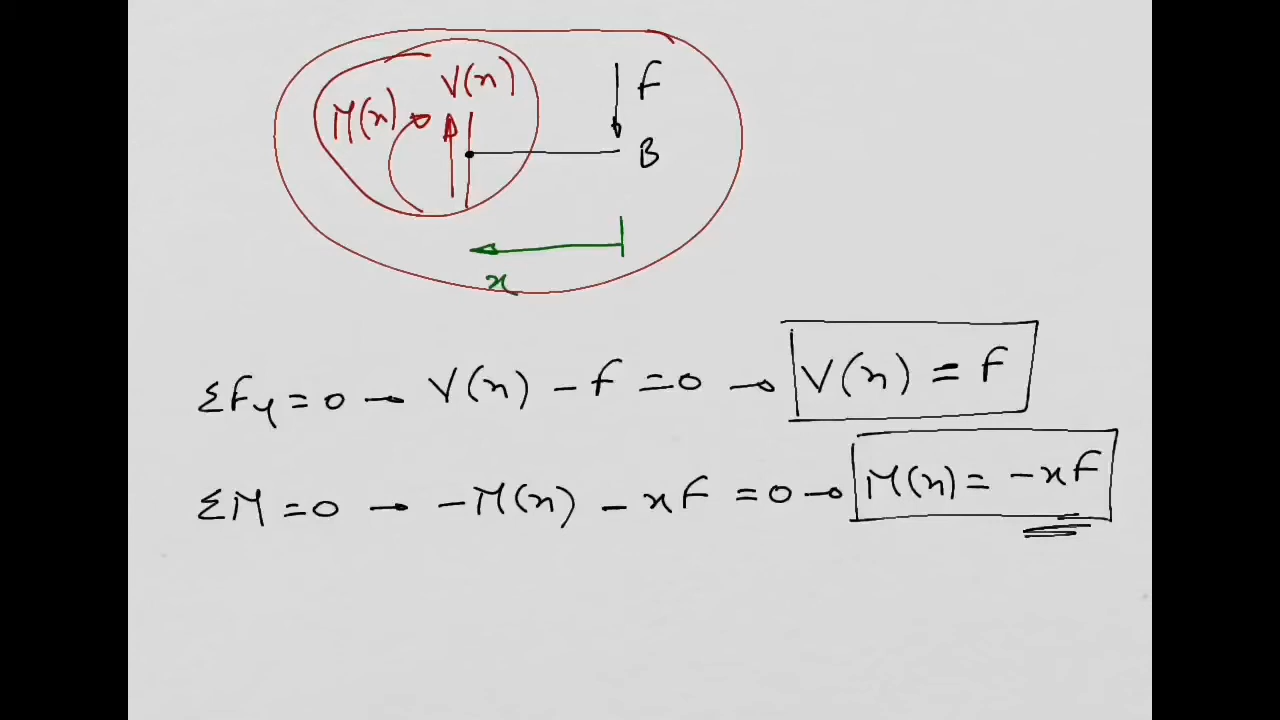 V(x)
F
M(x)
B
x
ΣFy = 0 → V(x) - F = 0 → V(x) = F
ΣM = 0 → -M(x) - xF = 0 → M(x) = -xF